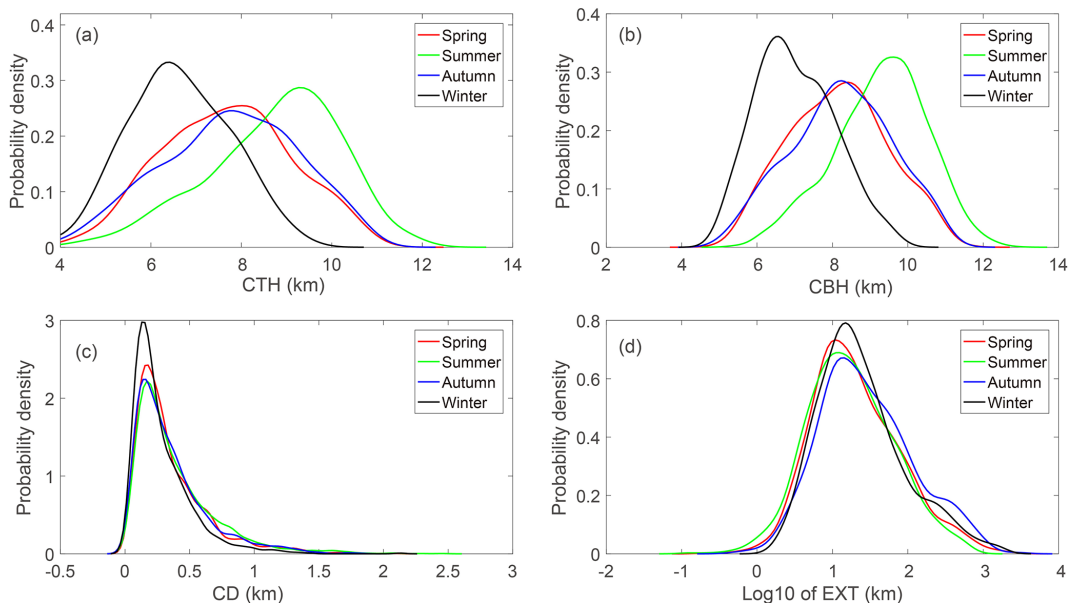 (a)
Spring
Summer
Autumn
Winter
Probability density
0.4
0.3
0.2
0.1
0
4
6
8
10
12
14
CTH (km)
(b)
Spring
Summer
Autumn
Winter
Probability density
0.4
0.3
0.2
0.1
0
2
4
6
8
10
12
14
CBH (km)
(c)
Spring
Summer
Autumn
Winter
Probability density
3
2
1
0
-0.5
0
0.5
1
1.5
2
2.5
3
CD (km)
(d)
Spring
Summer
Autumn
Winter
Probability density
0.8
0.6
0.4
0.2
0
-2
-1
0
1
2
3
4
Log10 of EXT (km)